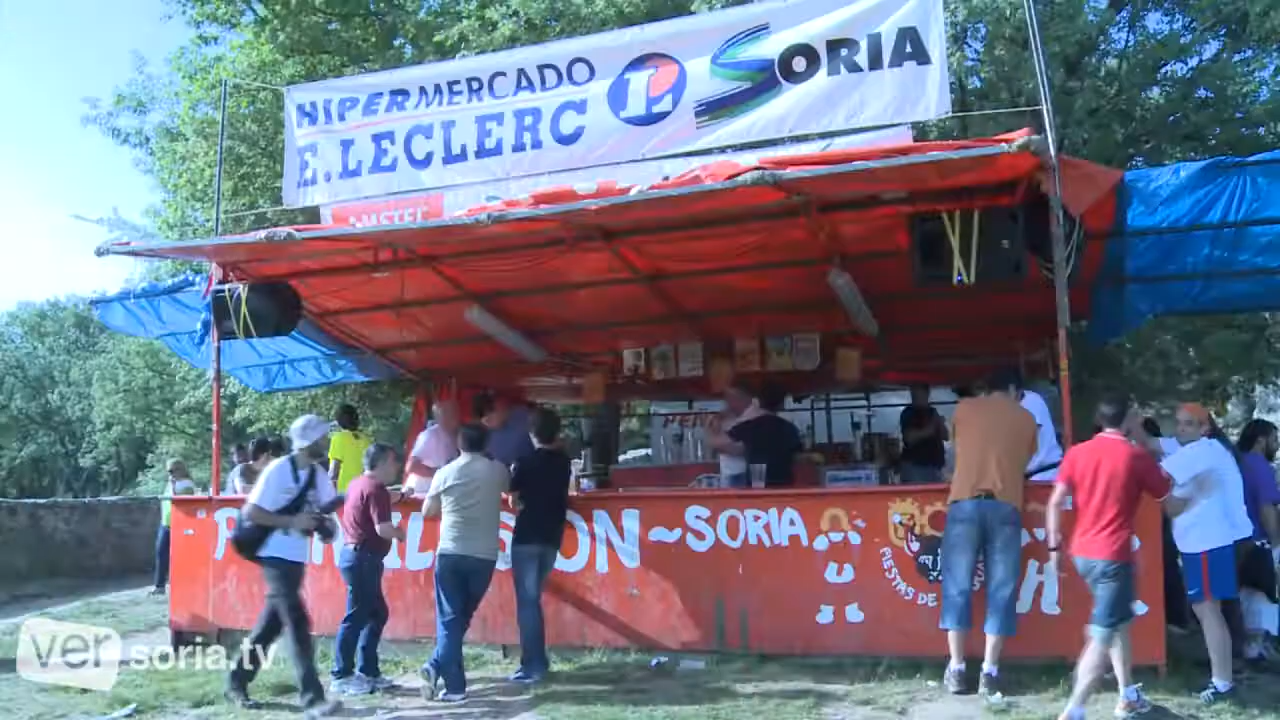 HIPERMERCADO
E.LECLERC L SORIA
AMSTEL
SORIA
FIESTAS DE
ver soria.tv